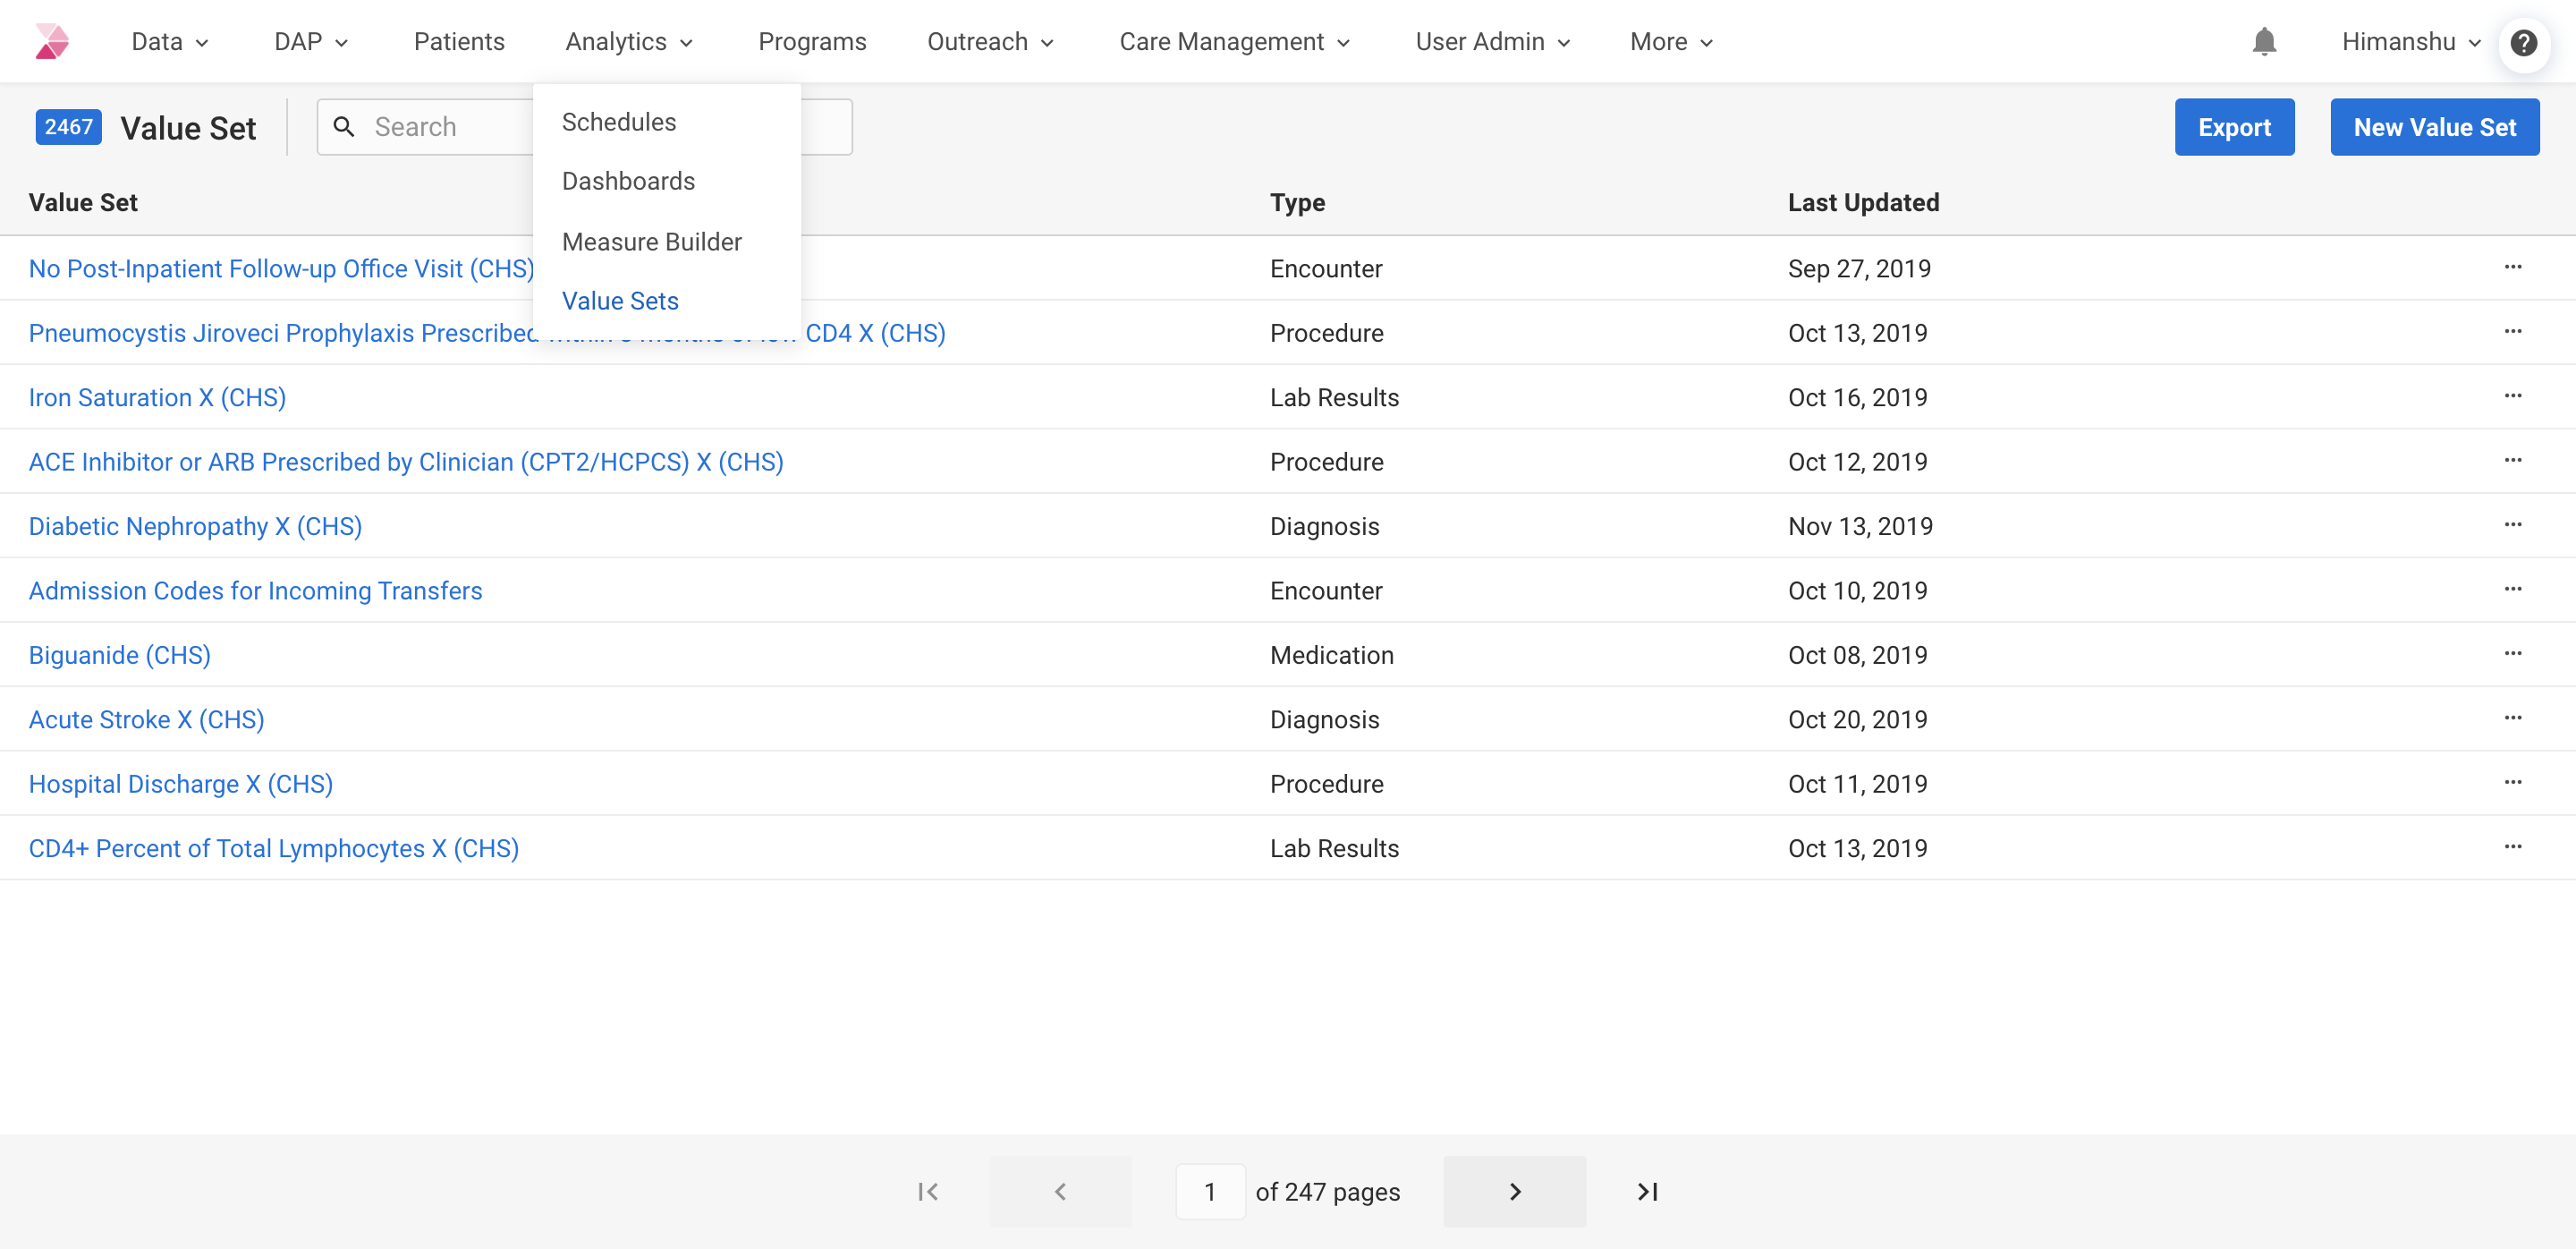 Data DAP Patients Analytics Programs Outreach Care Management User Admin More Himanshu ?
2467 Value Set Search Export New Value Set
Schedules
Dashboards
Measure Builder
Value Sets
Value Set Type Last Updated
No Post-Inpatient Follow-up Office Visit (CHS) Encounter Sep 27, 2019 ...
Pneumocystis Jiroveci Prophylaxis Prescribed CD4 X (CHS) Procedure Oct 13, 2019 ...
Iron Saturation X (CHS) Lab Results Oct 16, 2019 ...
ACE Inhibitor or ARB Prescribed by Clinician (CPT2/HCPCS) X (CHS) Procedure Oct 12, 2019 ...
Diabetic Nephropathy X (CHS) Diagnosis Nov 13, 2019 ...
Admission Codes for Incoming Transfers Encounter Oct 10, 2019 ...
Biguanide (CHS) Medication Oct 08, 2019 ...
Acute Stroke X (CHS) Diagnosis Oct 20, 2019 ...
Hospital Discharge X (CHS) Procedure Oct 11, 2019 ...
CD4+ Percent of Total Lymphocytes X (CHS) Lab Results Oct 13, 2019 ...
1 of 247 pages